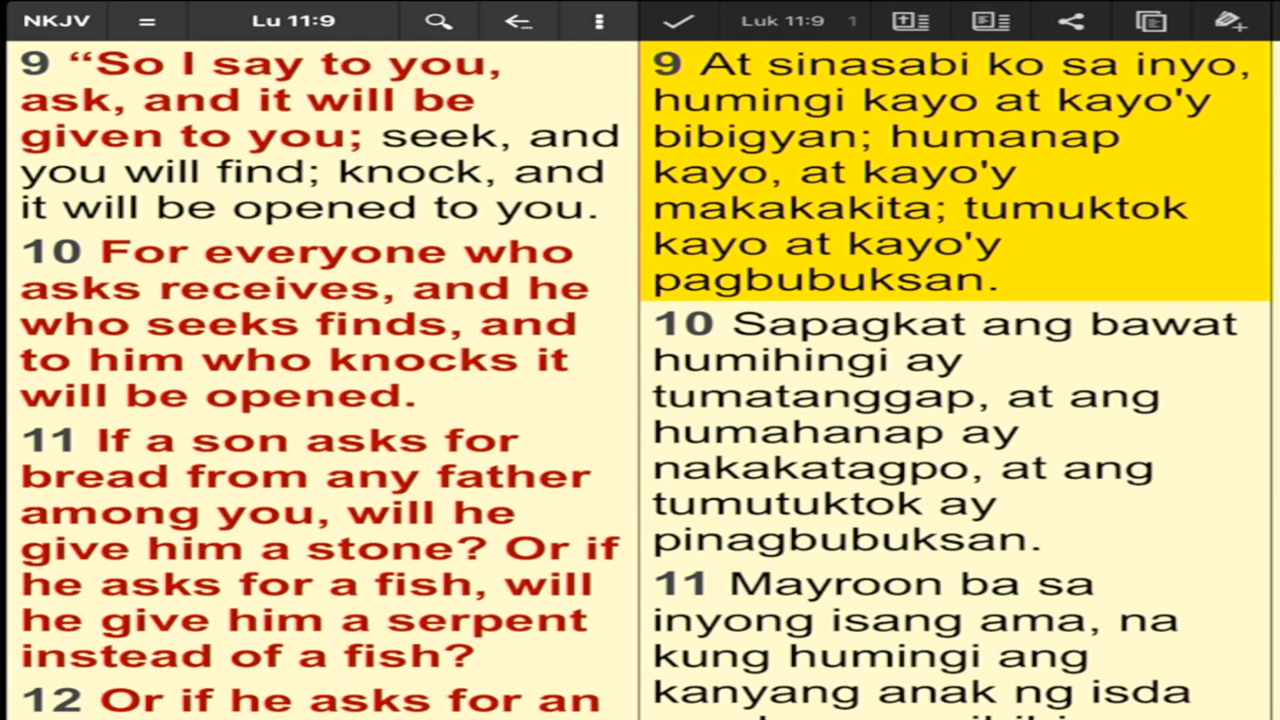 NKJV = Lu 11:9
9 “So I say to you,
ask, and it will be
given to you; seek, and
you will find; knock, and
it will be opened to you.
10 For everyone who
asks receives, and he
who seeks finds, and
to him who knocks it
will be opened.
11 If a son asks for
bread from any father
among you, will he
give him a stone? Or if
he asks for a fish, will
he give him a serpent
instead of a fish?
12 Or if he asks for an
Luk 11:9 1
9 At sinasabi ko sa inyo,
humingi kayo at kayo'y
bibigyan; humanap
kayo, at kayo'y
makakakita; tumuktok
kayo at kayo'y
pagbubuksan.
10 Sapagkat ang bawat
humihingi ay
tumatanggap, at ang
humahanap ay
nakakatagpo, at ang
tumutuktok ay
pinagbubuksan.
11 Mayroon ba sa
inyong isang ama, na
kung humingi ang
kanyang anak ng isda